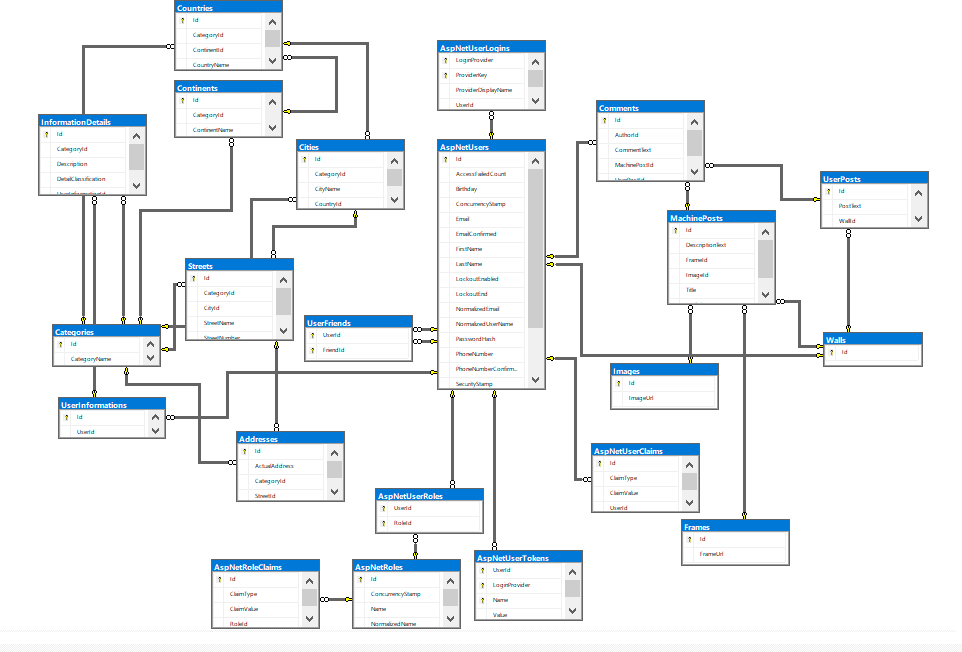 Countries
Id
CategoryId
ContinentId
CountryName
Continents
Id
CategoryId
ContinentName
InformationDetails
Id
CategoryId
Description
DetailClassification
Cities
Id
CategoryId
CityName
CountryId
AspNetUserLogins
LoginProvider
ProviderKey
ProviderDisplayName
UserId
AspNetUsers
Id
AccessFailedCount
Birthday
ConcurrencyStamp
Email
EmailConfirmed
FirstName
LastName
LockoutEnabled
LockoutEnd
NormalizedEmail
NormalizedUserName
PasswordHash
PhoneNumber
PhoneNumberConfirm...
SecurityStamp
Comments
Id
AuthorId
CommentText
MachinePostId
UserPosts
Id
PostText
WallId
MachinePosts
Id
DescriptionText
FrameId
ImageId
Title
Streets
Id
CategoryId
CityId
StreetName
StreetNumber
UserFriends
UserId
FriendId
Categories
Id
CategoryName
Walls
Id
Images
Id
ImageUrl
UserInformations
Id
UserId
Addresses
Id
ActualAddress
CategoryId
StreetId
AspNetUserClaims
Id
ClaimType
ClaimValue
UserId
AspNetUserRoles
UserId
RoleId
Frames
Id
FrameUrl
AspNetRoleClaims
Id
ClaimType
ClaimValue
RoleId
AspNetRoles
Id
ConcurrencyStamp
Name
NormalizedName
AspNetUserTokens
UserId
LoginProvider
Name
Value